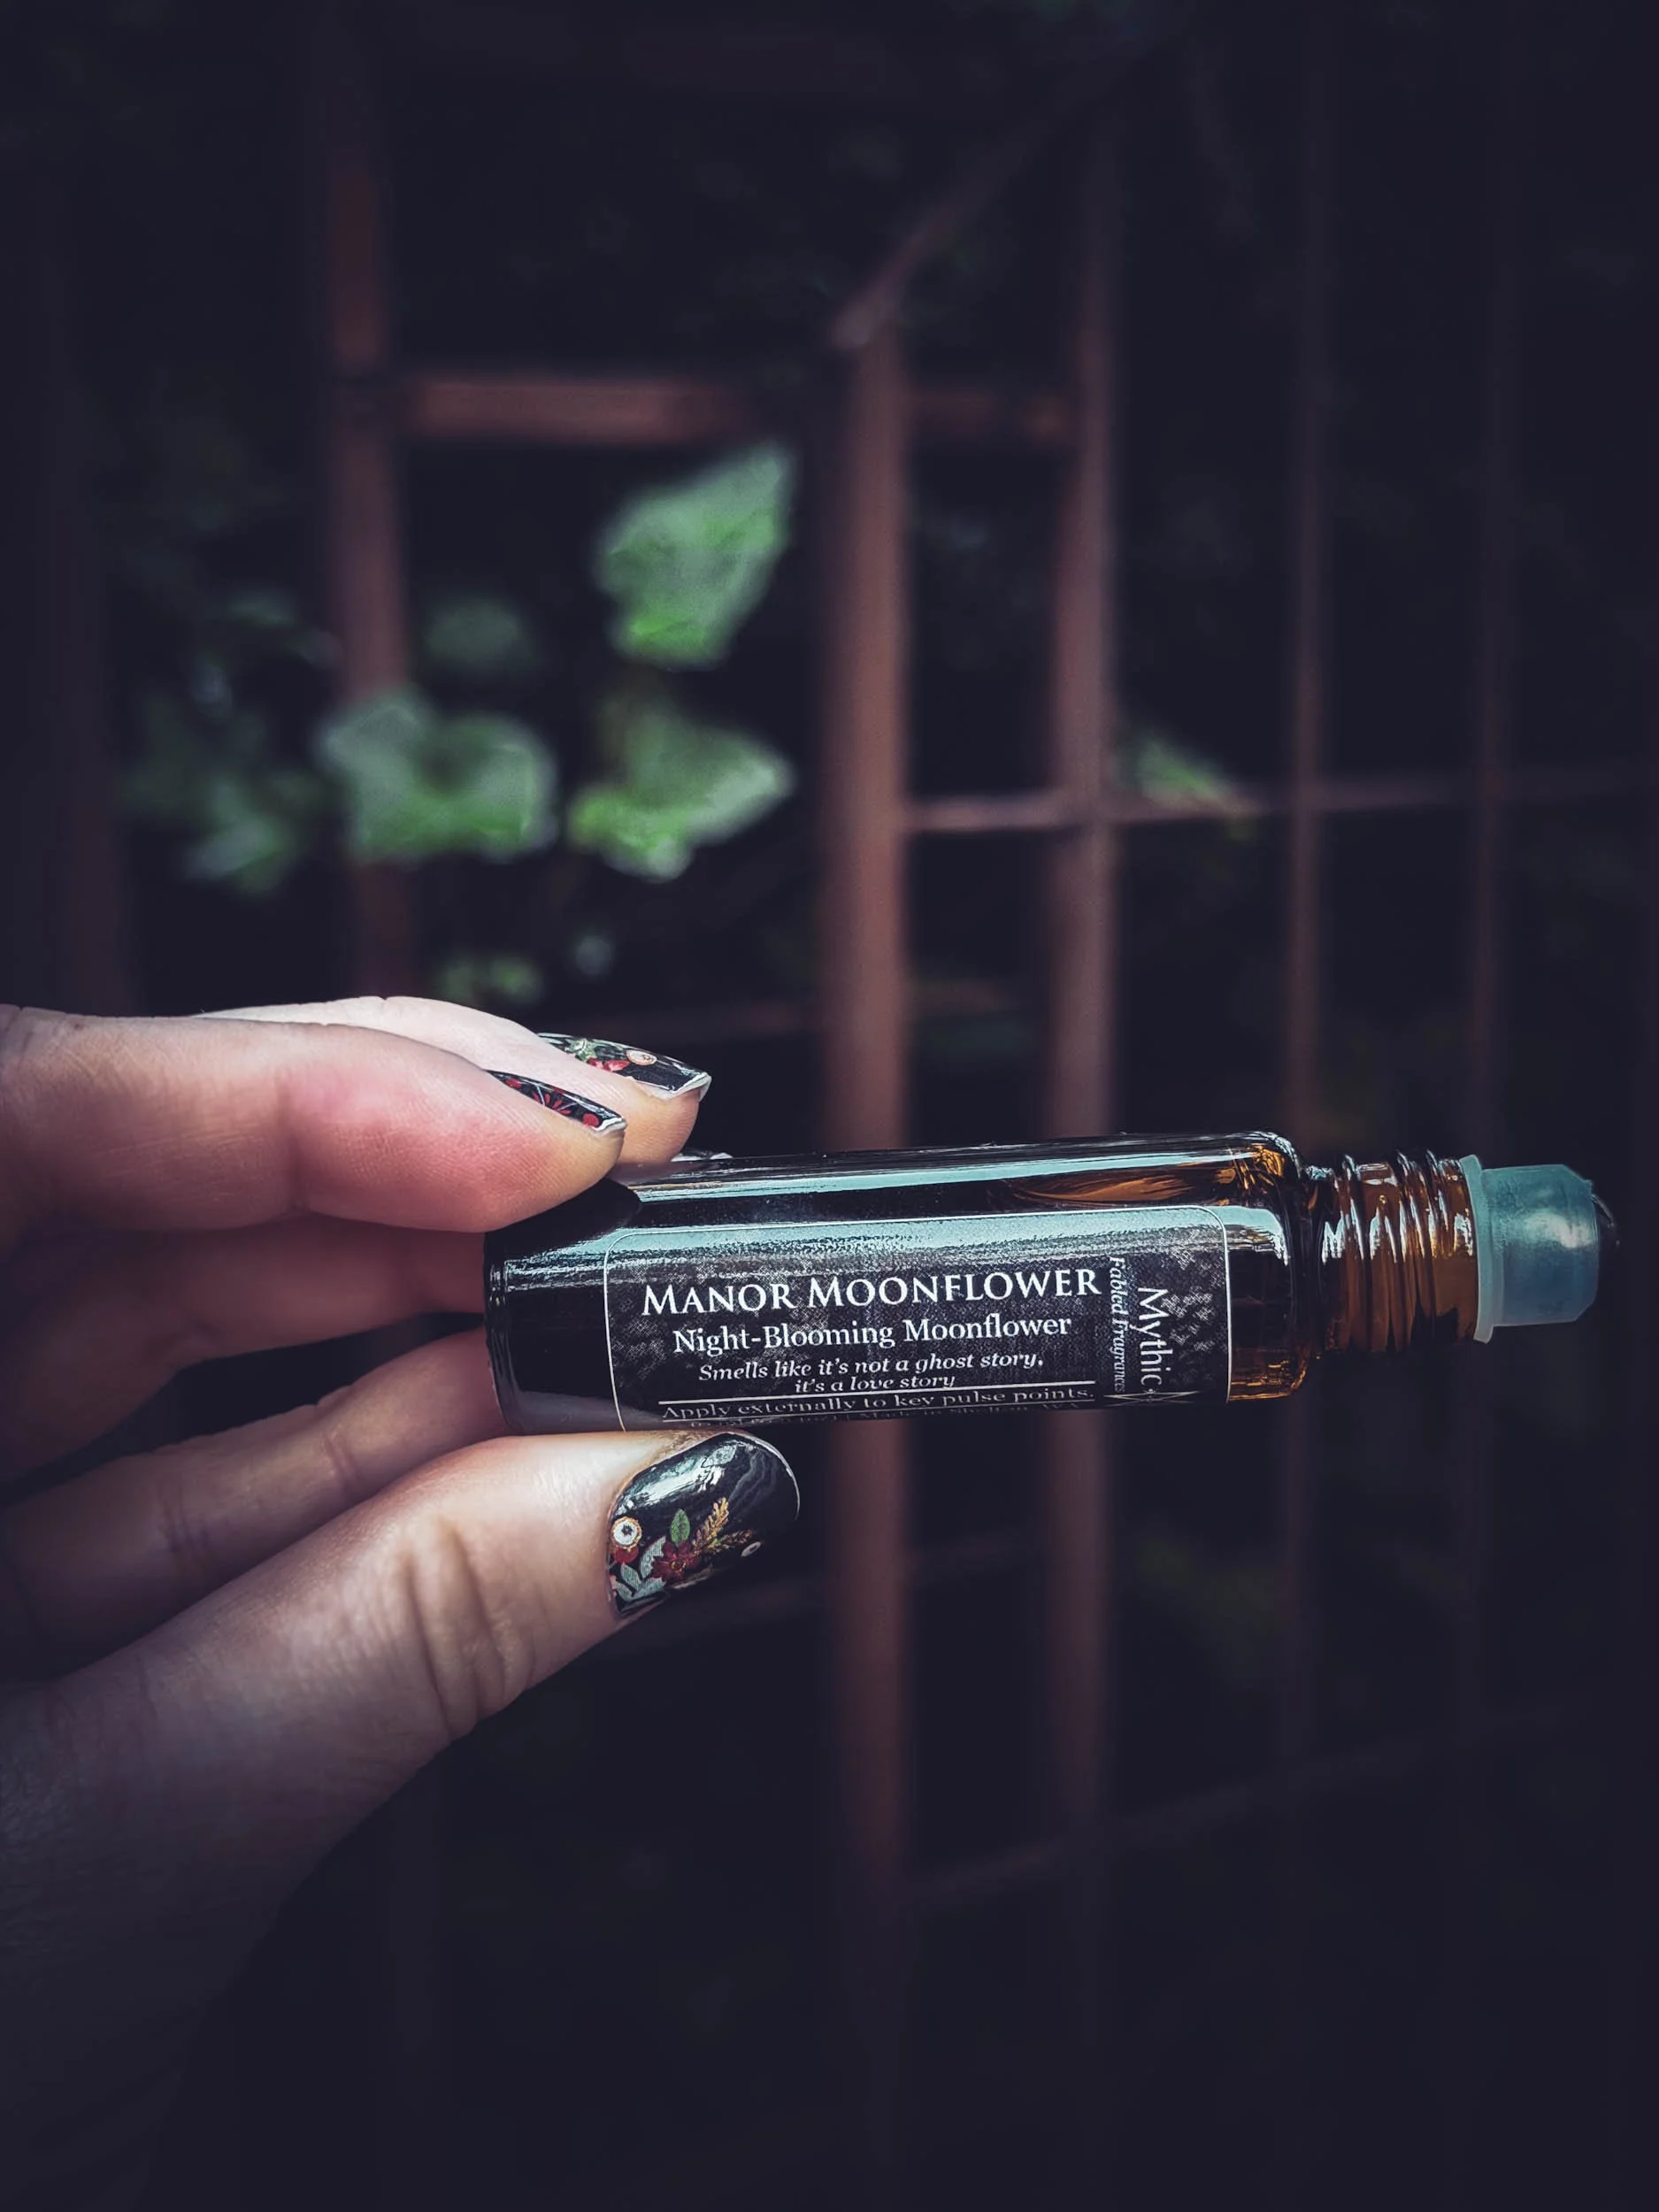 MANOR MOONFLOWER
Night-Blooming Moonflower
Smells like it's not a ghost story,
it's a love story
Apply externally to key pulse points.
Mythic
Fabled Fragrances